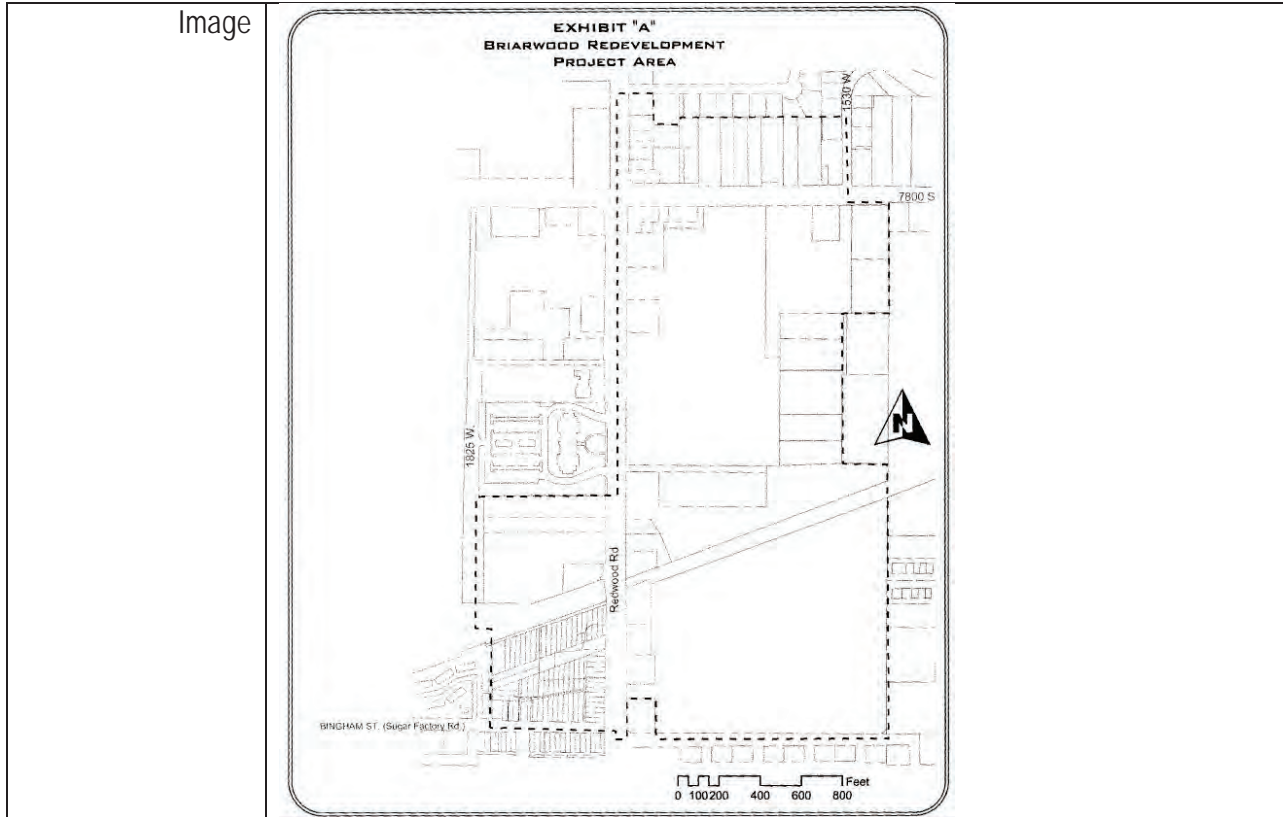 Image
EXHIBIT "A"
BRIARWOOD REDEVELOPMENT
PROJECT AREA
1530 W
7800 S
N
1825 W
Redwood Rd
BINGHAM ST. (Sugar Factory Rd.)
Feet
0 100 200 400 600 800